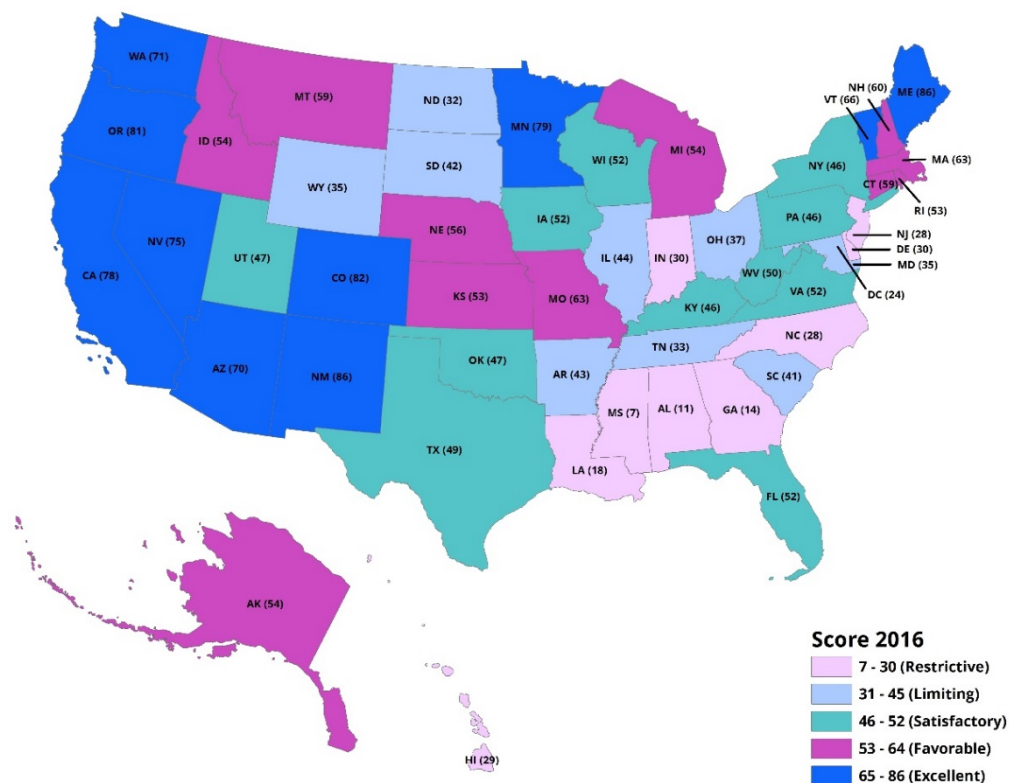 WA (71)
MT (59)
ND (32)
MN (79)
NH (60)
ME (86)
VT (66)
OR (81)
ID (54)
SD (42)
WI (52)
MI (54)
NY (46)
MA (63)
WY (35)
CT (59)
RI (53)
NE (56)
IA (52)
PA (46)
NJ (28)
NV (75)
UT (47)
CO (82)
IL (44)
IN (30)
OH (37)
DE (30)
MD (35)
CA (78)
WV (50)
VA (52)
DC (24)
KS (53)
MO (63)
KY (46)
NC (28)
AZ (70)
NM (86)
OK (47)
AR (43)
TN (33)
SC (41)
MS (7)
AL (11)
GA (14)
TX (49)
LA (18)
FL (52)
AK (54)
HI (29)
Score 2016
7 - 30 (Restrictive)
31 - 45 (Limiting)
46 - 52 (Satisfactory)
53 - 64 (Favorable)
65 - 86 (Excellent)